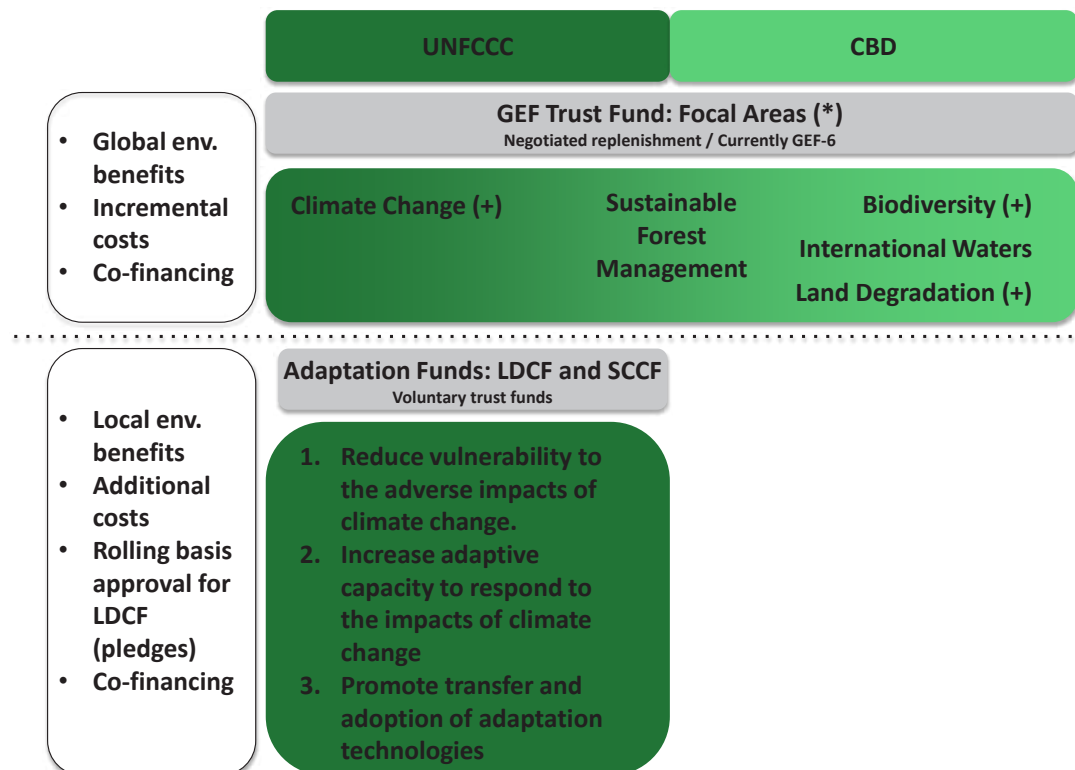 UNFCCC
CBD
GEF Trust Fund: Focal Areas (*)
Negotiated replenishment / Currently GEF-6
• Global env.
benefits
• Incremental
costs
• Co-financing
Climate Change (+)
Sustainable
Forest
Management
Biodiversity (+)
International Waters
Land Degradation (+)
Adaptation Funds: LDCF and SCCF
Voluntary trust funds
• Local env.
benefits
• Additional
costs
• Rolling basis
approval for
LDCF
(pledges)
• Co-financing
1. Reduce vulnerability to
the adverse impacts of
climate change.
2. Increase adaptive
capacity to respond to
the impacts of climate
change
3. Promote transfer and
adoption of adaptation
technologies